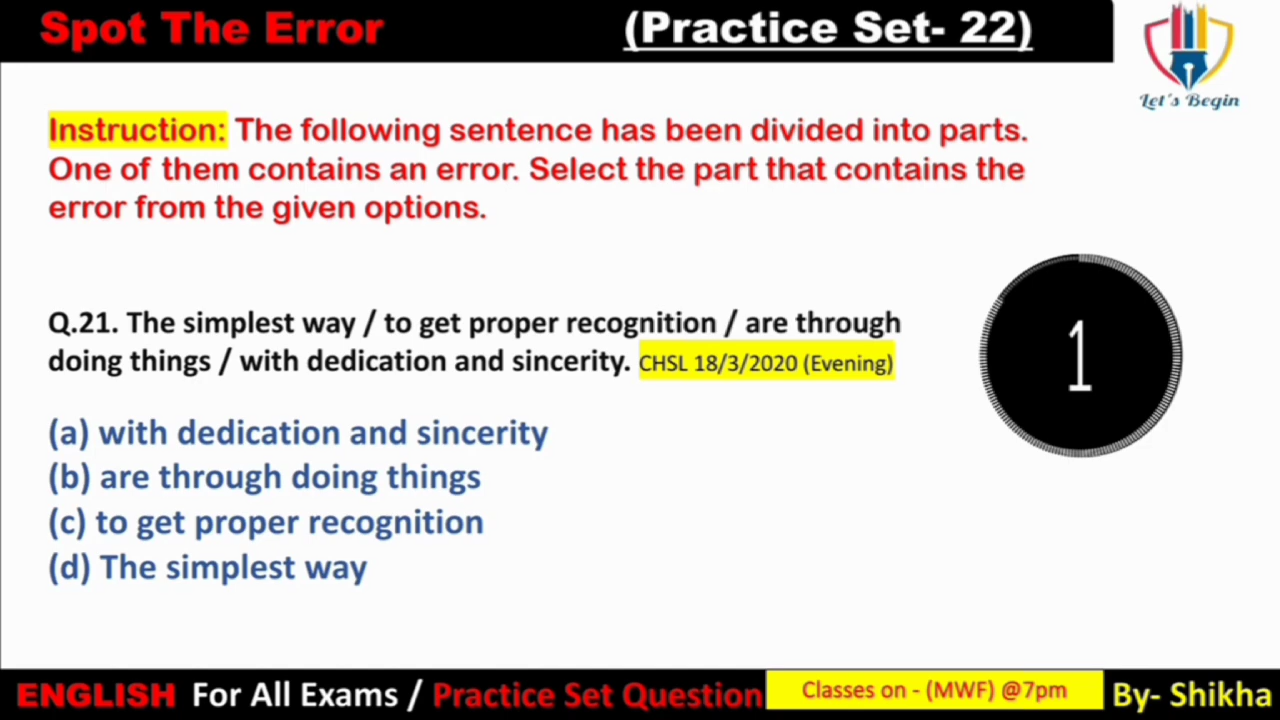 Spot The Error
(Practice Set- 22)
Let's Begin
Instruction: The following sentence has been divided into parts.
One of them contains an error. Select the part that contains the
error from the given options.
Q.21. The simplest way / to get proper recognition / are through
doing things / with dedication and sincerity. CHSL 18/3/2020 (Evening)
1
(a) with dedication and sincerity
(b) are through doing things
(c) to get proper recognition
(d) The simplest way
ENGLISH For All Exams / Practice Set Question
Classes on - (MWF) @7pm
By- Shikha